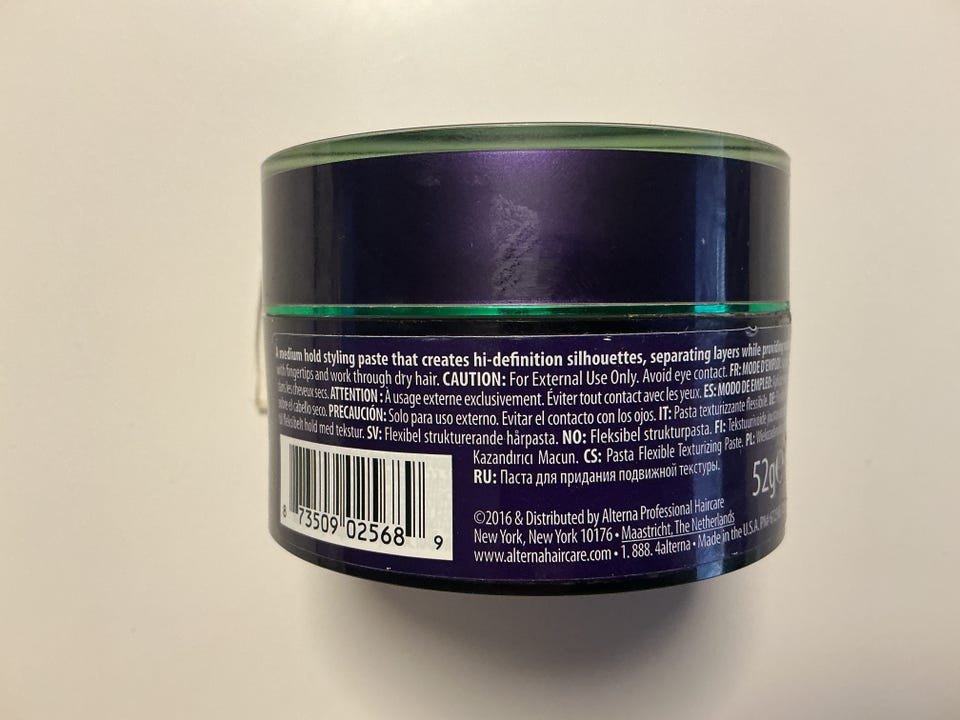 A medium hold styling paste that creates hi-definition silhouettes, separating layers while providing
with fingertips and work through dry hair. CAUTION: For External Use Only. Avoid eye contact. FR: MODE D'EMPLOI:
dans les cheveux secs. ATTENTION : À usage externe exclusivement. Éviter tout contact avec les yeux. ES: MODO DE EMPLEO:
sobre el cabello seco. PRECAUCIÓN: Solo para uso externo. Evitar el contacto con los ojos. IT: Pasta texturizzante flessibile. DE:
hold med tekstur. SV: Flexibel strukturerande hårpasta. NO: Fleksibel strukturpasta. FI:
Kazandırıcı Macun. CS: Pasta Flexible Texturizing Paste. PL:
RU: Паста для придания подвижной текстуры.
52g
©2016 & Distributed by Alterna Professional Haircare
New York, New York 10176 • Maastricht, The Netherlands
www.alternahaircare.com • 1. 888. 4alterna • Made in the U.S.A.
8 73509 02568 9